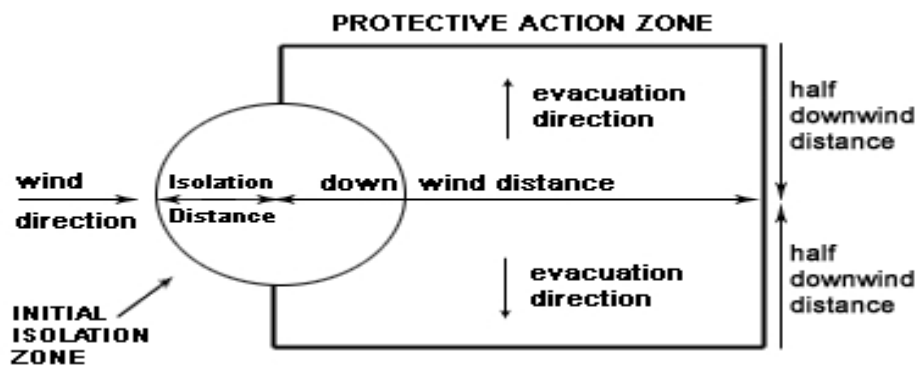 PROTECTIVE ACTION ZONE
evacuation
direction
half
downwind
distance
wind
direction
Isolation
Distance
down wind distance
evacuation
direction
half
downwind
distance
INITIAL
ISOLATION
ZONE